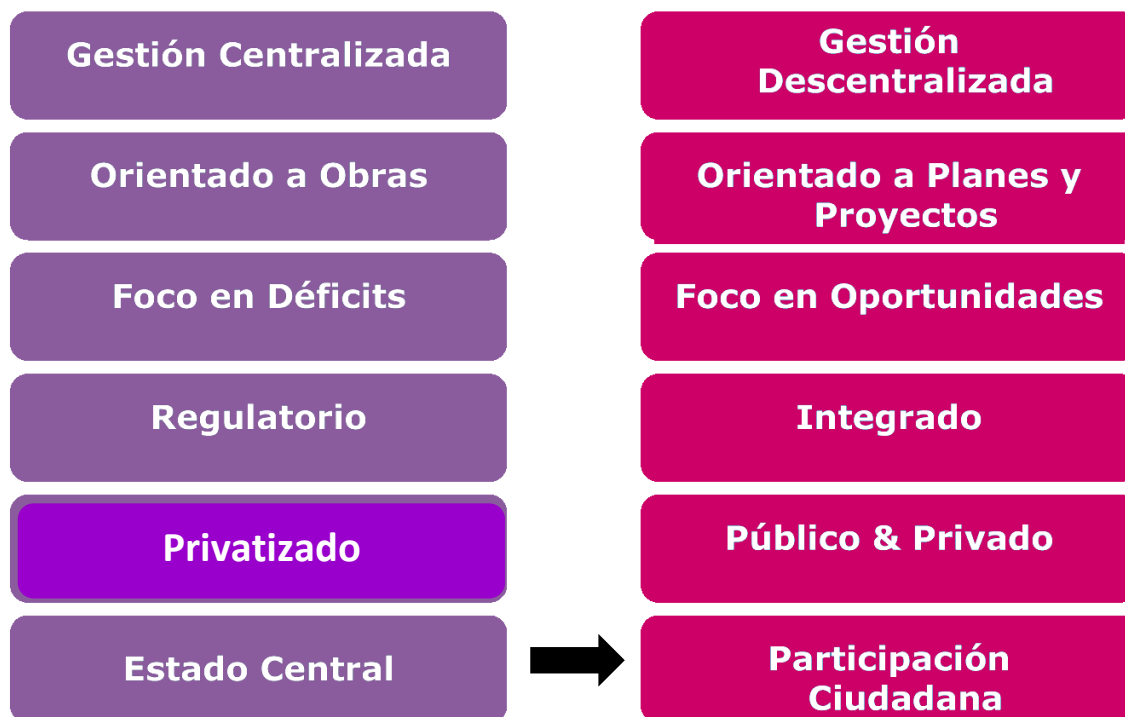 Gestión Centralizada
Gestión
Descentralizada
Orientado a Obras
Orientado a Planes y
Proyectos
Foco en Déficits
Foco en Oportunidades
Regulatorio
Integrado
Privatizado
Público & Privado
Estado Central
Participación
Ciudadana